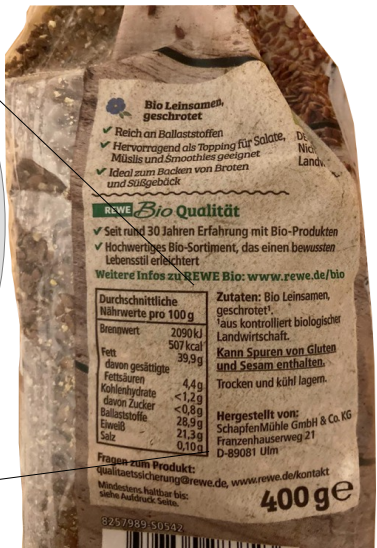 Bio Leinsamen,
geschrotet
✔ Reich an Ballaststoffen
✔ Hervorragend als Topping für Salate,
Müslis und Smoothies geeignet
✔ Ideal zum Backen von Broten
und Süßgebäck
REWE Bio Qualität
✔ Seit rund 30 Jahren Erfahrung mit Bio-Produkten
✔ Hochwertiges Bio-Sortiment, das einen bewussten
Lebensstil erleichtert
Weitere Infos zu REWE Bio: www.rewe.de/bio
Durchschnittliche
Nährwerte pro 100 g
Brennwert 2090 kJ
507 kcal
Fett 39,9 g
davon gesättigte
Fettsäuren 4,4 g
Kohlenhydrate <1,2 g
davon Zucker <0,8 g
Ballaststoffe 28,9 g
Eiweiß 21,3 g
Salz 0,10 g
Zutaten: Bio Leinsamen,
geschrotet¹.
¹aus kontrolliert biologischer
Landwirtschaft.
Kann Spuren von Gluten
und Sesam enthalten.
Trocken und kühl lagern.
Hergestellt von:
SchapfenMühle GmbH & Co. KG
Franzenhauserweg 21
D-89081 Ulm
Fragen zum Produkt:
qualitaetssicherung@rewe.de, www.rewe.de/kontakt
Mindestens haltbar bis:
siehe Aufdruck Seite.
400 g e
8257989 50542